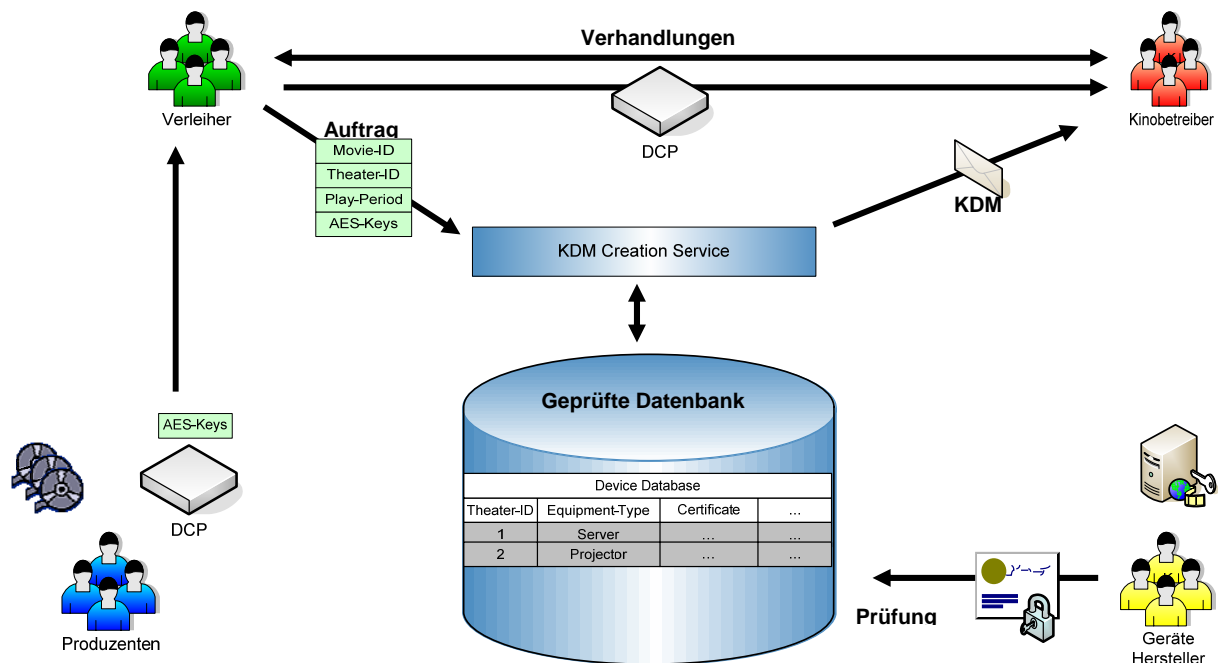 Verhandlungen
Verleiher
Kinobetreiber
Auftrag
Movie-ID
Theater-ID
Play-Period
AES-Keys
DCP
KDM
KDM Creation Service
Geprüfte Datenbank
AES-Keys
DCP
Produzenten
Device Database
Theater-ID Equipment-Type Certificate ...
1 Server ... ...
2 Projector ... ...
Prüfung
Geräte
Hersteller